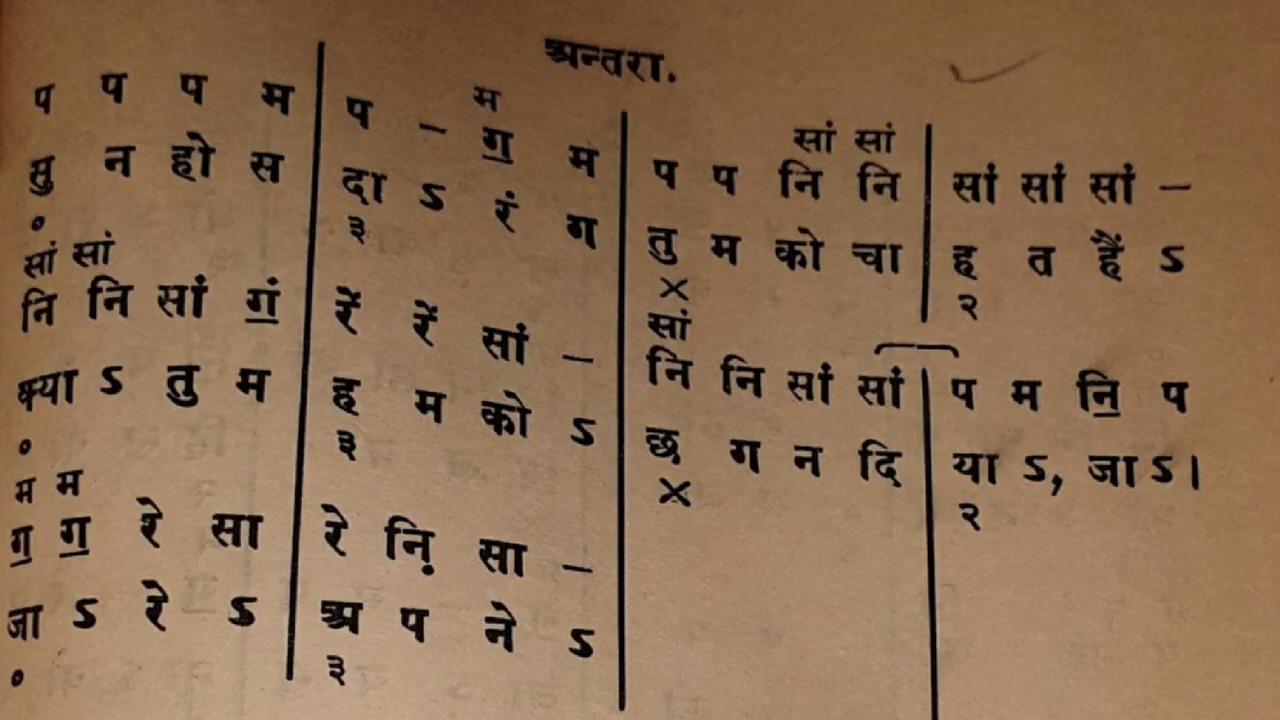 अन्तरा.
म सां सां
प प प म प – ग॒ म प प नि नि सां सां सां –
सु न हो स दा ऽ रं ग तु म को चा ह त हैं ऽ
० ३ × २
सां सां सां
नि नि सां गं॒ रें रें सां – नि नि सां सां प म नि॒ प
क्या ऽ तु म ह म को ऽ छ ग न दि या ऽ, जा ऽ।
० ३ × २
म म
ग॒ ग॒ रे सा रे नि़ सा –
जा ऽ रे ऽ अ प ने ऽ
० ३